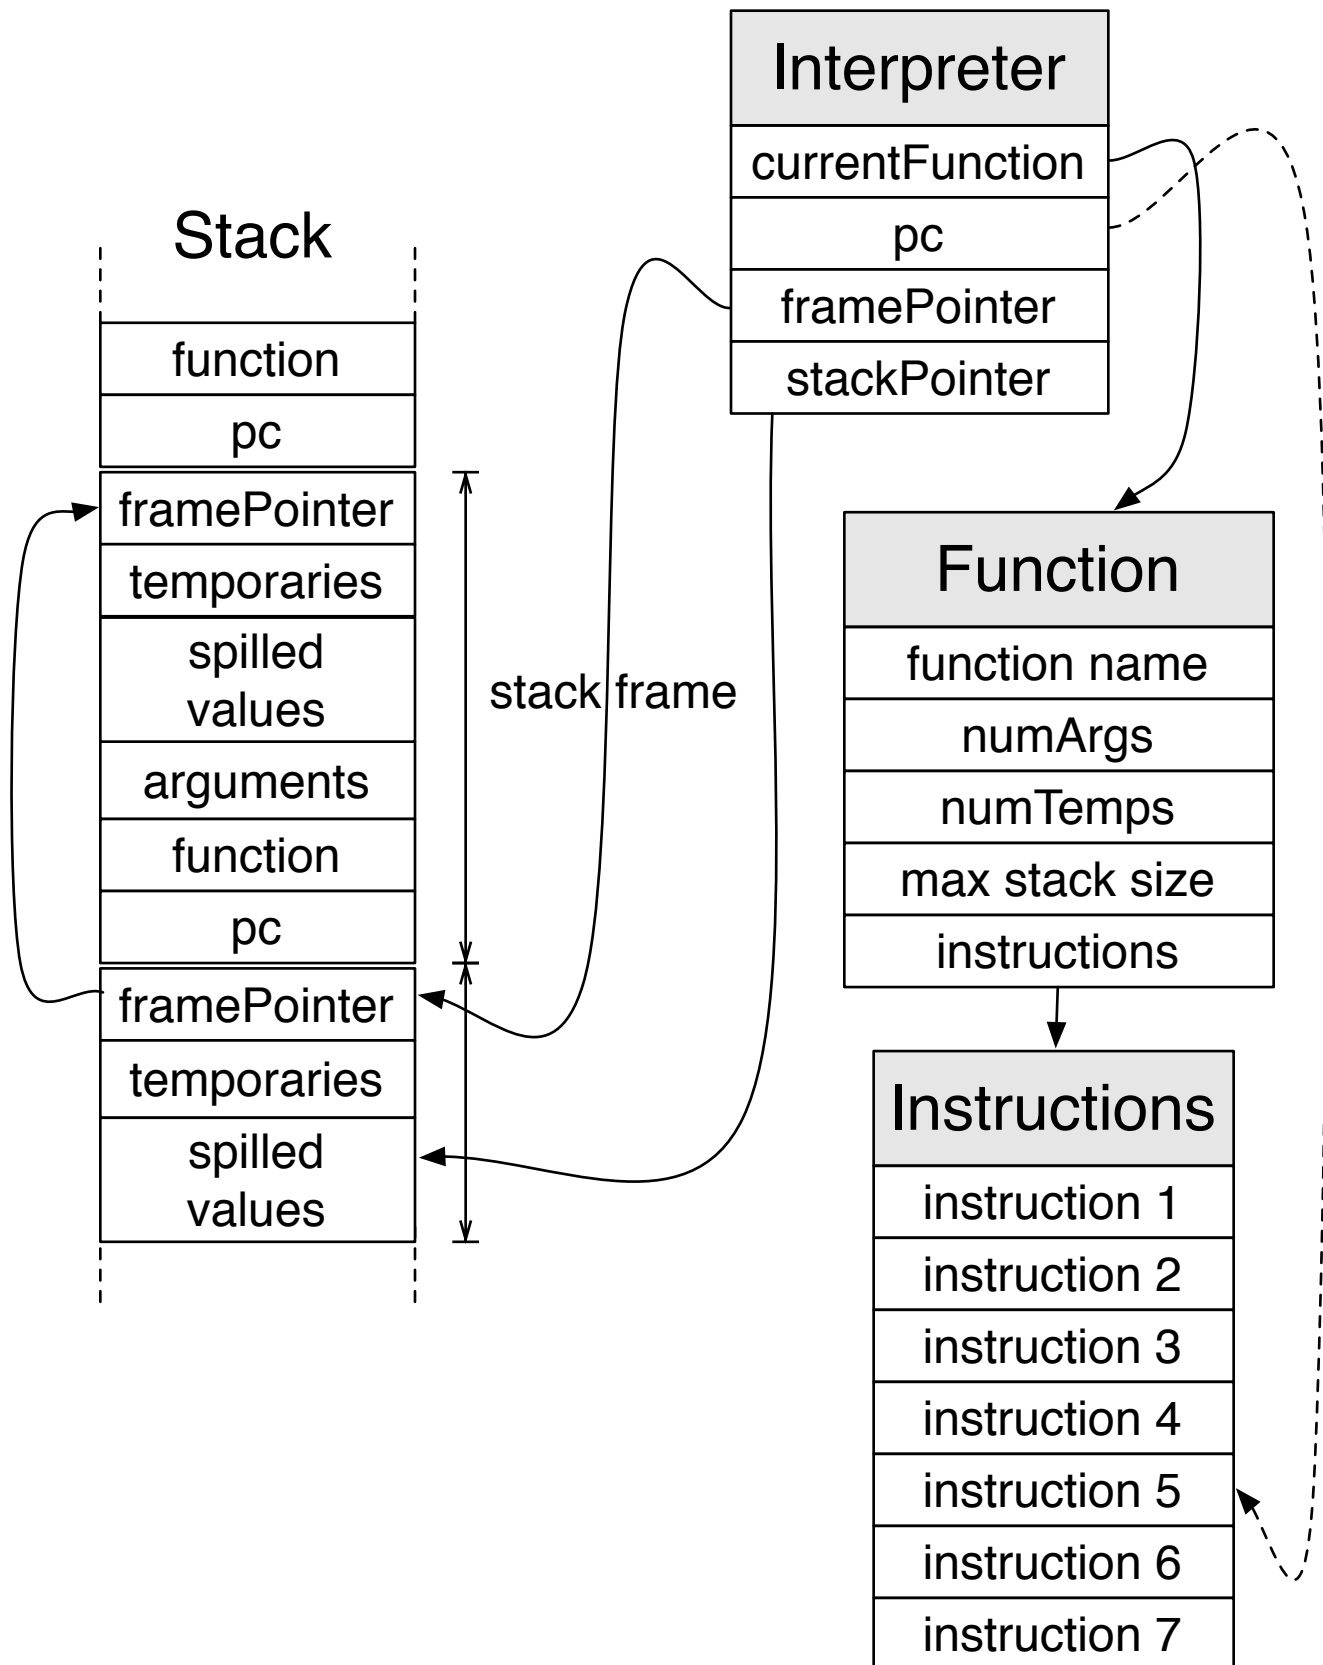 Stack
function
pc
framePointer
temporaries
spilled
values
arguments
function
pc
framePointer
temporaries
spilled
values
stack frame
Interpreter
currentFunction
pc
framePointer
stackPointer
Function
function name
numArgs
numTemps
max stack size
instructions
Instructions
instruction 1
instruction 2
instruction 3
instruction 4
instruction 5
instruction 6
instruction 7